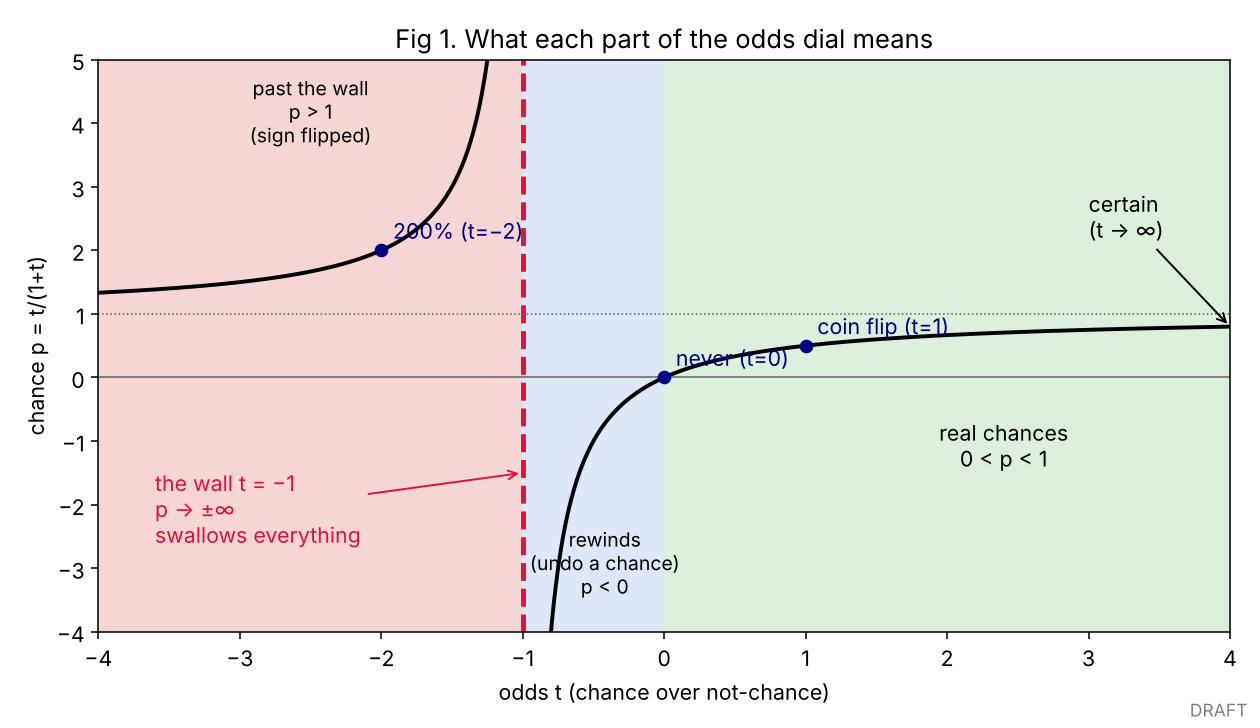 Fig 1. What each part of the odds dial means
5
4
3
2
1
0
−1
−2
−3
−4
chance p = t/(1+t)
past the wall
p > 1
(sign flipped)
200% (t=−2)
certain
(t → ∞)
coin flip (t=1)
never (t=0)
real chances
0 < p < 1
the wall t = −1
p → ±∞
swallows everything
rewinds
(undo a chance)
p < 0
−4 −3 −2 −1 0 1 2 3 4
odds t (chance over not-chance)
DRAFT